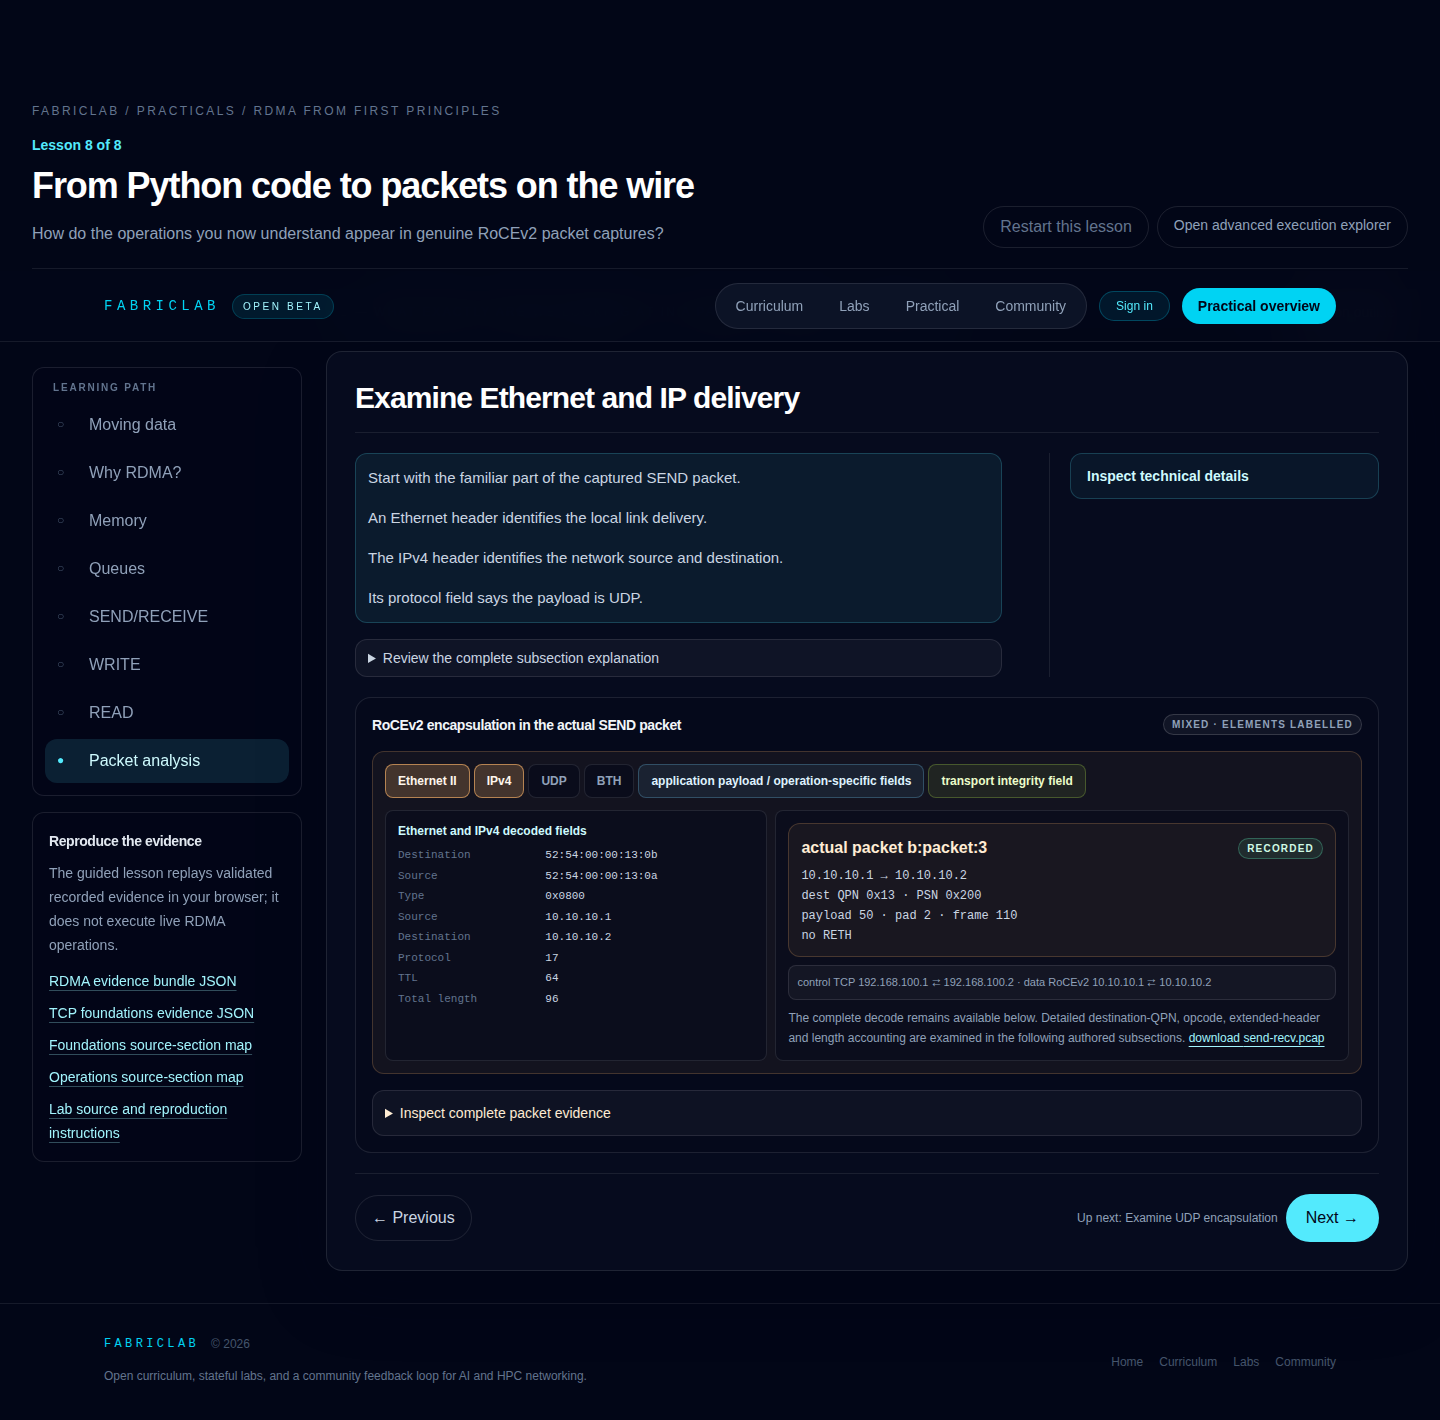 FABRICLAB / PRACTICALS / RDMA FROM FIRST PRINCIPLES
Lesson 8 of 8
From Python code to packets on the wire
How do the operations you now understand appear in genuine RoCEv2 packet captures?
Restart this lesson
Open advanced execution explorer
FABRICLAB
OPEN BETA
Curriculum
Labs
Practical
Community
Sign in
Practical overview
LEARNING PATH
Moving data
Why RDMA?
Memory
Queues
SEND/RECEIVE
WRITE
READ
Packet analysis
Reproduce the evidence
The guided lesson replays validated
recorded evidence in your browser; it
does not execute live RDMA
operations.
RDMA evidence bundle JSON
TCP foundations evidence JSON
Foundations source-section map
Operations source-section map
Lab source and reproduction
instructions
Examine Ethernet and IP delivery
Start with the familiar part of the captured SEND packet.
An Ethernet header identifies the local link delivery.
The IPv4 header identifies the network source and destination.
Its protocol field says the payload is UDP.
Inspect technical details
▶ Review the complete subsection explanation
RoCEv2 encapsulation in the actual SEND packet
MIXED · ELEMENTS LABELLED
Ethernet II
IPv4
UDP
BTH
application payload / operation-specific fields
transport integrity field
Ethernet and IPv4 decoded fields
Destination 52:54:00:00:13:0b
Source 52:54:00:00:13:0a
Type 0x0800
Source 10.10.10.1
Destination 10.10.10.2
Protocol 17
TTL 64
Total length 96
actual packet b:packet:3
RECORDED
10.10.10.1 → 10.10.10.2
dest QPN 0x13 · PSN 0x200
payload 50 · pad 2 · frame 110
no RETH
control TCP 192.168.100.1 ⇄ 192.168.100.2 · data RoCEv2 10.10.10.1 ⇄ 10.10.10.2
The complete decode remains available below. Detailed destination-QPN, opcode, extended-header
and length accounting are examined in the following authored subsections. download send-recv.pcap
▶ Inspect complete packet evidence
← Previous
Up next: Examine UDP encapsulation
Next →
FABRICLAB © 2026
Open curriculum, stateful labs, and a community feedback loop for AI and HPC networking.
Home
Curriculum
Labs
Community